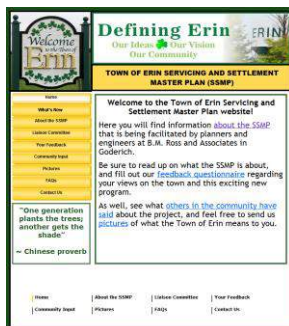 Welcome
to the Town of
Erin
Defining Erin
Our Ideas Our Vision
Our Community
ERIN
TOWN OF ERIN SERVICING AND SETTLEMENT
MASTER PLAN (SSMP)
Home
What's New
About the SSMP
Liaison Committee
Your Feedback
Community Input
Pictures
FAQs
Contact Us
"One generation
plants the trees;
another gets the
shade"
~ Chinese proverb
Welcome to the Town of Erin Servicing and
Settlement Master Plan website!
Here you will find information about the SSMP
that is being facilitated by planners and
engineers at B.M. Ross and Associates in
Goderich.
Be sure to read up on what the SSMP is about,
and fill out our feedback questionnaire regarding
your views on the town and this exciting new
program.
As well, see what others in the community have
said about the project, and feel free to send us
pictures of what the Town of Erin means to you.
Home | About the SSMP | Liaison Committee | Your Feedback
Community Input | Pictures | FAQs | Contact Us